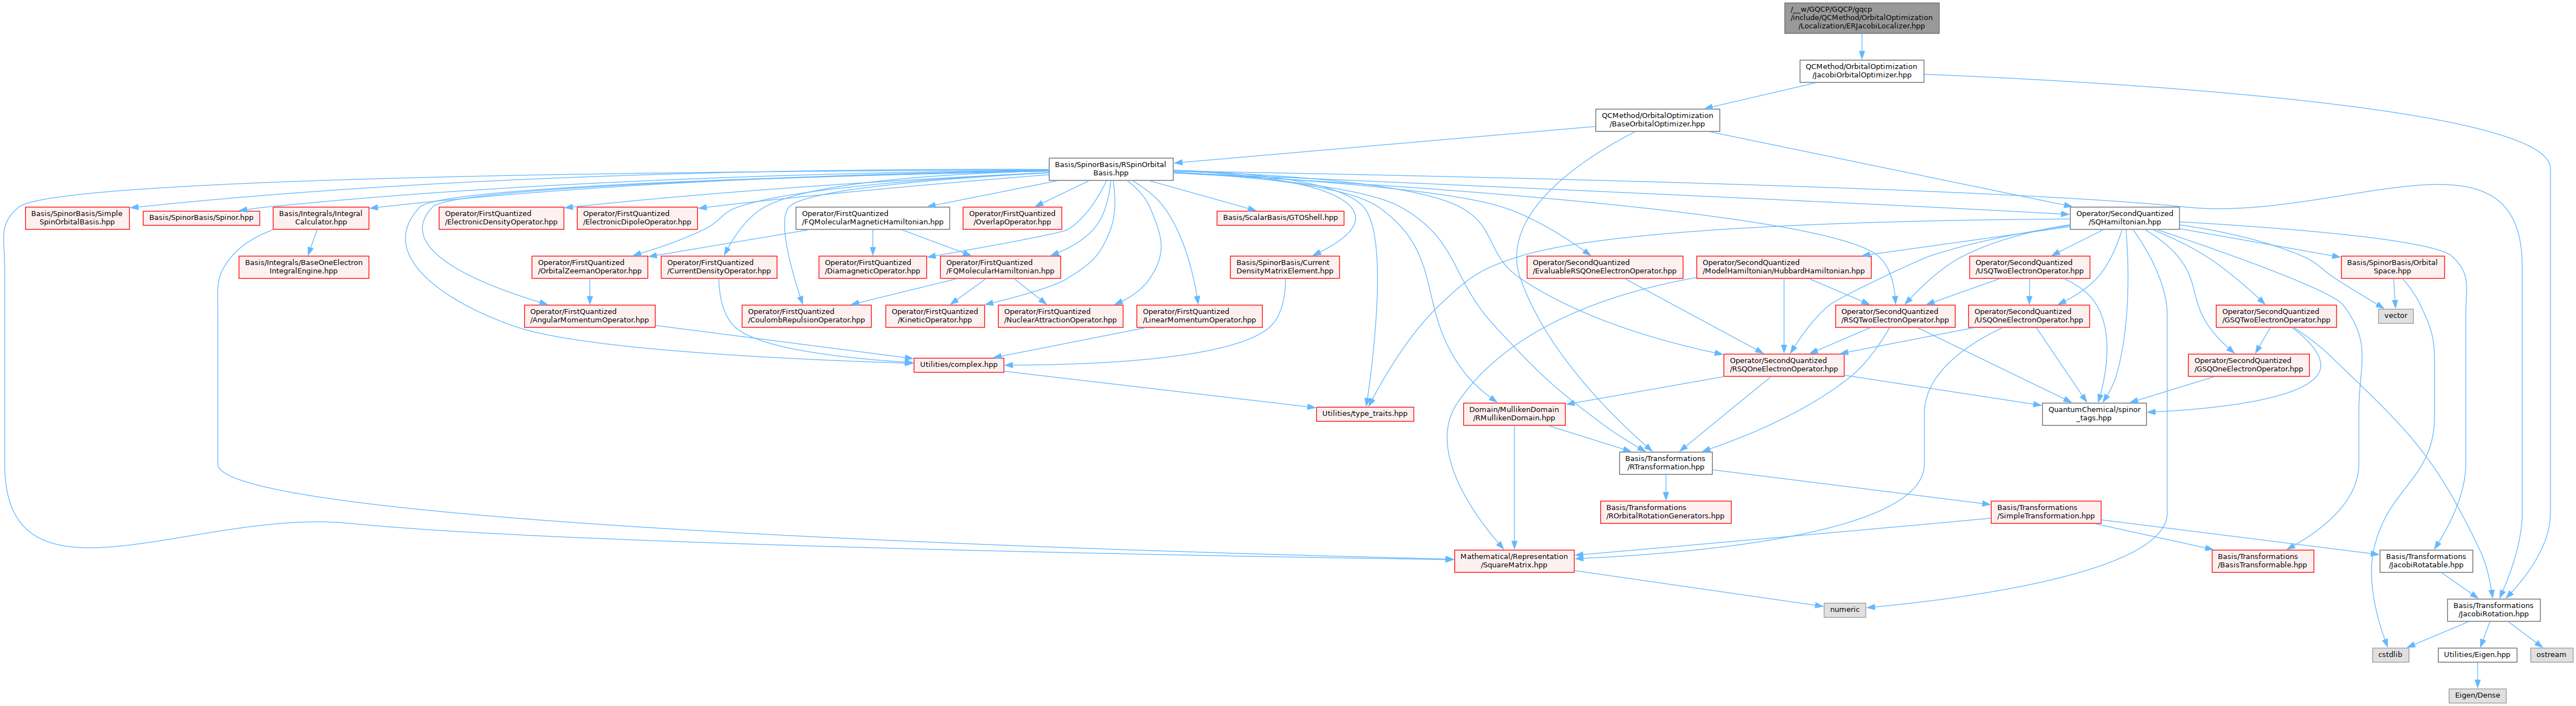 /__w/GQCP/GQCP/gqcp
/include/QCMethod/OrbitalOptimization
/Localization/ERJacobiLocalizer.hpp
QCMethod/OrbitalOptimization
/JacobiOrbitalOptimizer.hpp
QCMethod/OrbitalOptimization
/BaseOrbitalOptimizer.hpp
Basis/SpinorBasis/RSpinOrbital
Basis.hpp
Basis/SpinorBasis/Simple
SpinOrbitalBasis.hpp
Basis/SpinorBasis/Spinor.hpp
Basis/Integrals/Integral
Calculator.hpp
Operator/FirstQuantized
/ElectronicDensityOperator.hpp
Operator/FirstQuantized
/ElectronicDipoleOperator.hpp
Operator/FirstQuantized
/FQMolecularMagneticHamiltonian.hpp
Operator/FirstQuantized
/OverlapOperator.hpp
Basis/ScalarBasis/GTOShell.hpp
Operator/SecondQuantized
/SQHamiltonian.hpp
Basis/Integrals/BaseOneElectron
IntegralEngine.hpp
Operator/FirstQuantized
/OrbitalZeemanOperator.hpp
Operator/FirstQuantized
/CurrentDensityOperator.hpp
Operator/FirstQuantized
/DiamagneticOperator.hpp
Operator/FirstQuantized
/FQMolecularHamiltonian.hpp
Basis/SpinorBasis/Current
DensityMatrixElement.hpp
Operator/SecondQuantized
/EvaluableRSQOneElectronOperator.hpp
Operator/SecondQuantized
/ModelHamiltonian/HubbardHamiltonian.hpp
Operator/SecondQuantized
/USQTwoElectronOperator.hpp
Basis/SpinorBasis/Orbital
Space.hpp
Operator/FirstQuantized
/AngularMomentumOperator.hpp
Operator/FirstQuantized
/CoulombRepulsionOperator.hpp
Operator/FirstQuantized
/KineticOperator.hpp
Operator/FirstQuantized
/NuclearAttractionOperator.hpp
Operator/FirstQuantized
/LinearMomentumOperator.hpp
Operator/SecondQuantized
/RSQTwoElectronOperator.hpp
Operator/SecondQuantized
/USQOneElectronOperator.hpp
Operator/SecondQuantized
/GSQTwoElectronOperator.hpp
vector
Utilities/complex.hpp
Operator/SecondQuantized
/RSQOneElectronOperator.hpp
Operator/SecondQuantized
/GSQOneElectronOperator.hpp
Utilities/type_traits.hpp
Domain/MullikenDomain
/RMullikenDomain.hpp
QuantumChemical/spinor
_tags.hpp
Basis/Transformations
/RTransformation.hpp
Basis/Transformations
/ROrbitalRotationGenerators.hpp
Basis/Transformations
/SimpleTransformation.hpp
Mathematical/Representation
/SquareMatrix.hpp
Basis/Transformations
/BasisTransformable.hpp
Basis/Transformations
/JacobiRotatable.hpp
numeric
Basis/Transformations
/JacobiRotation.hpp
cstdlib
Utilities/Eigen.hpp
ostream
Eigen/Dense